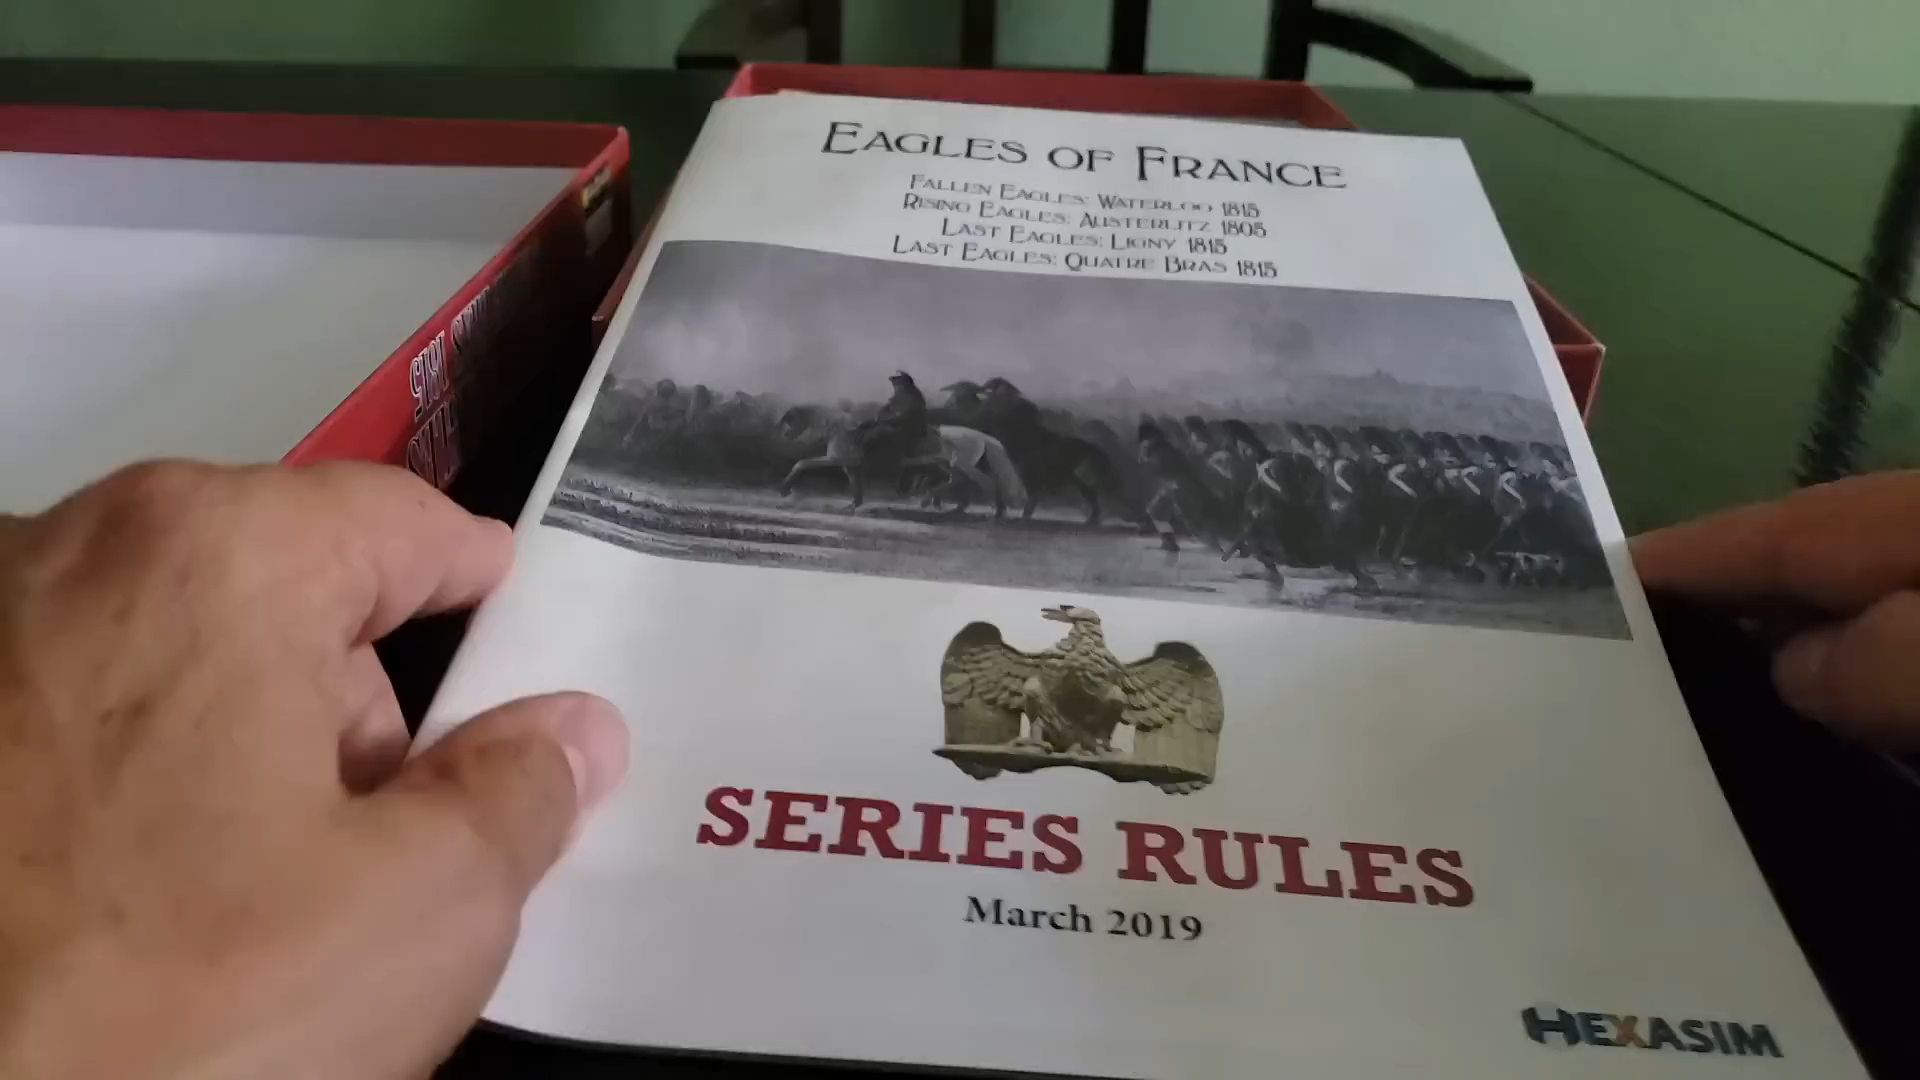 EAGLES OF FRANCE
FALLEN EAGLES: WATERLOO 1815
RISING EAGLES: AUSTERLITZ 1805
LAST EAGLES: LIGNY 1815
LAST EAGLES: QUATRE BRAS 1815
SERIES RULES
March 2019
HEXASIM
1815